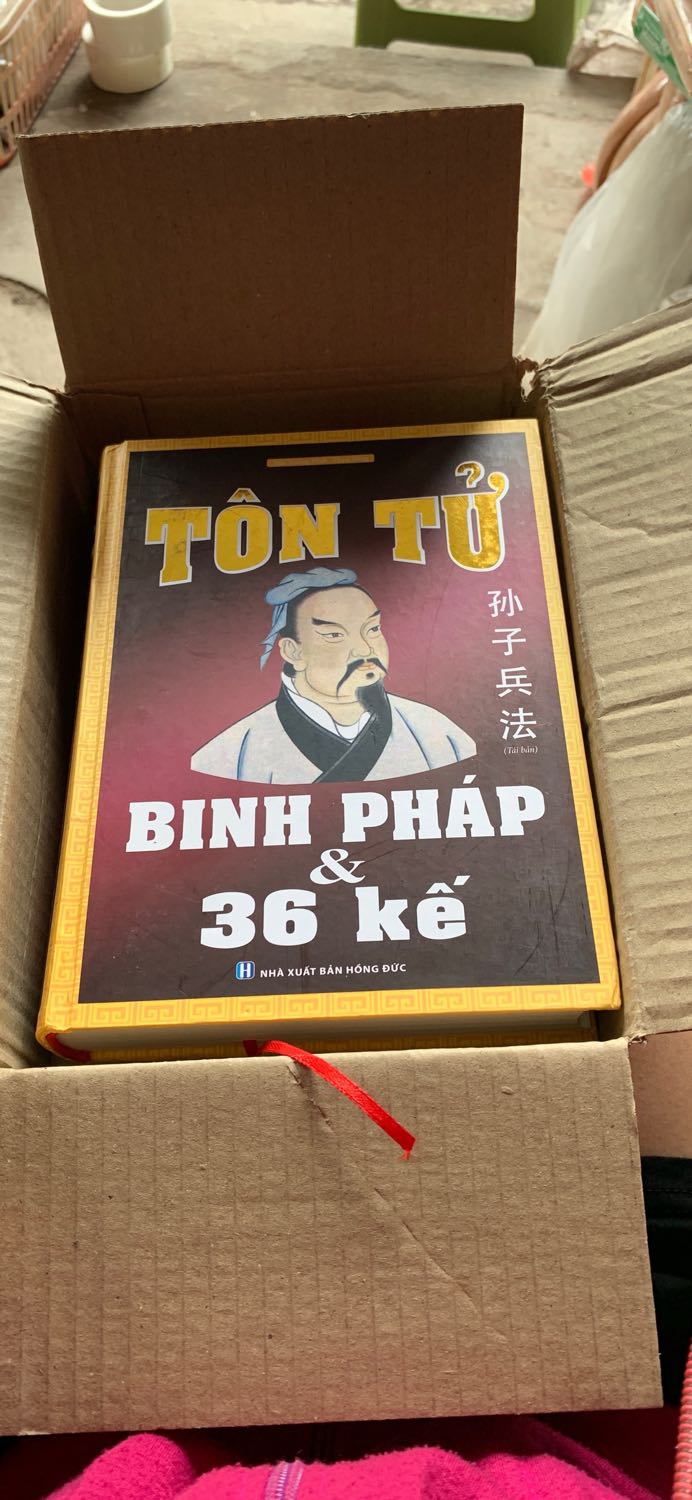 TÔN TỬ
孙子兵法
(Tái bản)
BINH PHÁP
&
36 kế
H NHÀ XUẤT BẢN HỒNG ĐỨC